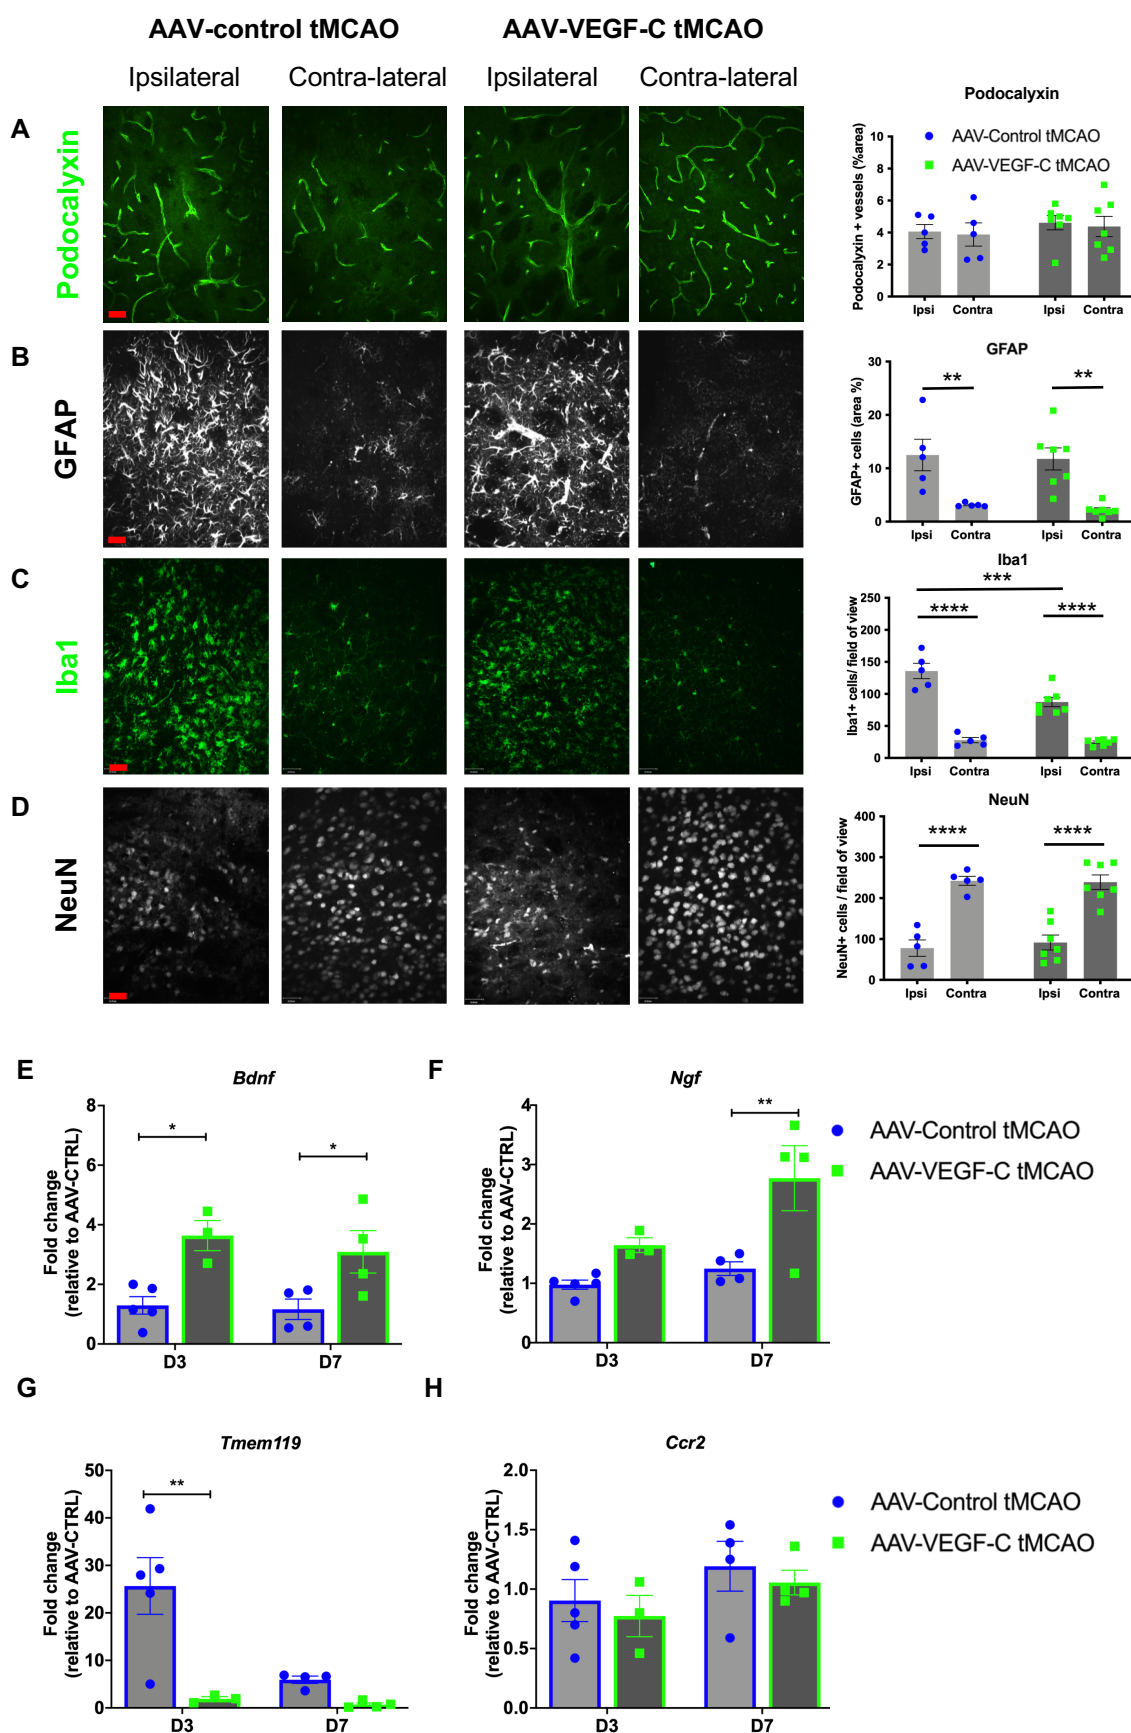 AAV-control tMCAO AAV-VEGF-C tMCAO
Ipsilateral Contra-lateral Ipsilateral Contra-lateral
A
Podocalyxin
Podocalyxin
Podocalyxin + vessels (%area)
10
8
6
4
2
0
AAV-Control tMCAO
AAV-VEGF-C tMCAO
Ipsi Contra Ipsi Contra
B
GFAP
GFAP
GFAP+ cells (area %)
30
20
10
0
** **
Ipsi Contra Ipsi Contra
C
Iba1
Iba1
Iba1+ cells/ field of view
250
200
150
100
50
0
***
**** ****
Ipsi Contra Ipsi Contra
D
NeuN
NeuN
NeuN+ cells / field of view
400
300
200
100
0
**** ****
Ipsi Contra Ipsi Contra
E
Bdnf
Fold change
(relative to AAV-CTRL)
8
6
4
2
0
* *
D3 D7
F
Ngf
Fold change
(relative to AAV-CTRL)
4
3
2
1
0
**
D3 D7
AAV-Control tMCAO
AAV-VEGF-C tMCAO
G
Tmem119
Fold change
(relative to AAV-CTRL)
50
40
30
20
10
0
**
D3 D7
H
Ccr2
Fold change
(relative to AAV-CTRL)
2.0
1.5
1.0
0.5
0.0
D3 D7
AAV-Control tMCAO
AAV-VEGF-C tMCAO